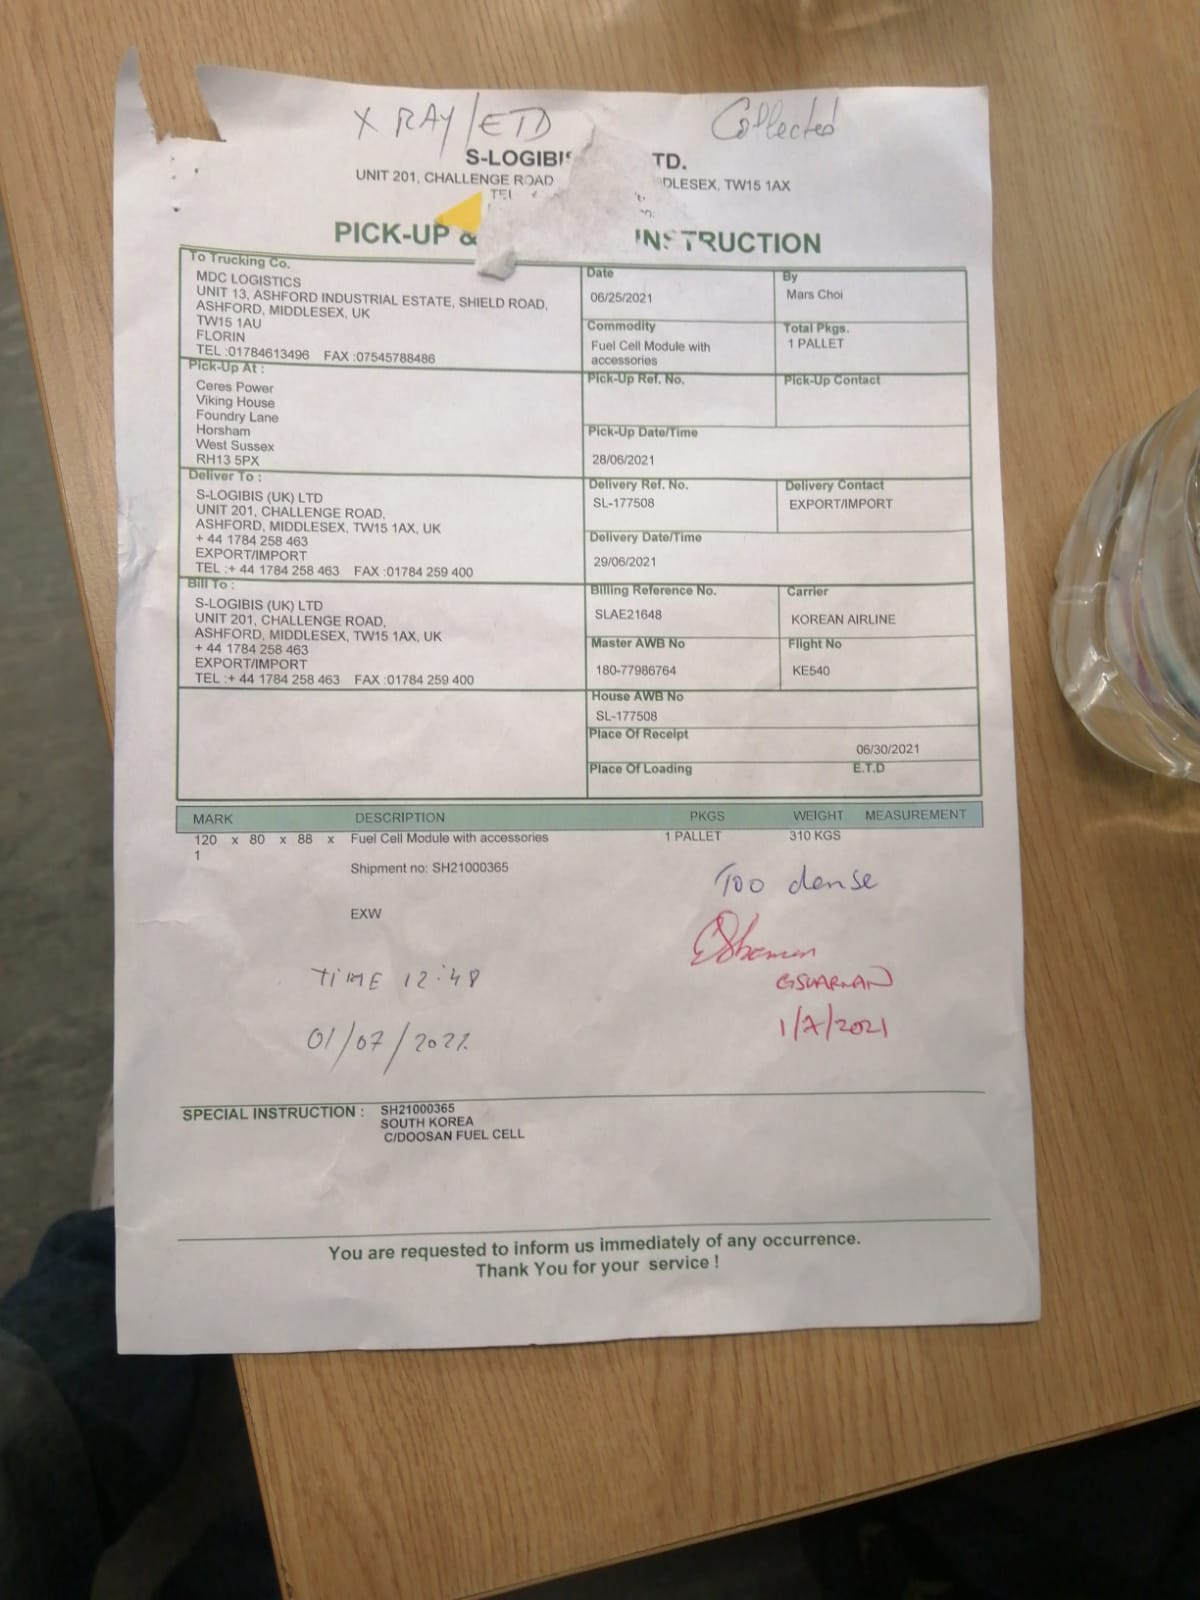 X RAY/ETD
Collected
S-LOGIBIS TD.
UNIT 201, CHALLENGE ROAD DLESEX, TW15 1AX
TEL
PICK-UP & INSTRUCTION
To Trucking Co.
MDC LOGISTICS
UNIT 13, ASHFORD INDUSTRIAL ESTATE, SHIELD ROAD,
ASHFORD, MIDDLESEX, UK
TW15 1AU
FLORIN
TEL :01784613496 FAX :07545788486
Date
06/25/2021
By
Mars Choi
Commodity
Fuel Cell Module with
accessories
Total Pkgs.
1 PALLET
Pick-Up At :
Ceres Power
Viking House
Foundry Lane
Horsham
West Sussex
RH13 5PX
Pick-Up Ref. No.
Pick-Up Contact
Pick-Up Date/Time
28/06/2021
Deliver To :
S-LOGIBIS (UK) LTD
UNIT 201, CHALLENGE ROAD,
ASHFORD, MIDDLESEX, TW15 1AX, UK
+ 44 1784 258 463
EXPORT/IMPORT
TEL :+ 44 1784 258 463 FAX :01784 259 400
Delivery Ref. No.
SL-177508
Delivery Contact
EXPORT/IMPORT
Delivery Date/Time
29/06/2021
Bill To :
S-LOGIBIS (UK) LTD
UNIT 201, CHALLENGE ROAD,
ASHFORD, MIDDLESEX, TW15 1AX, UK
+ 44 1784 258 463
EXPORT/IMPORT
TEL :+ 44 1784 258 463 FAX :01784 259 400
Billing Reference No.
SLAE21648
Carrier
KOREAN AIRLINE
Master AWB No
180-77986764
Flight No
KE540
House AWB No
SL-177508
Place Of Receipt
06/30/2021
Place Of Loading
E.T.D
MARK DESCRIPTION PKGS WEIGHT MEASUREMENT
120 x 80 x 88 x Fuel Cell Module with accessories 1 PALLET 310 KGS
1
Shipment no: SH21000365
Too dense
EXW
TIME 12:48
01/07/2021
1/7/2021
SPECIAL INSTRUCTION : SH21000365
SOUTH KOREA
C/DOOSAN FUEL CELL
You are requested to inform us immediately of any occurrence.
Thank You for your service !